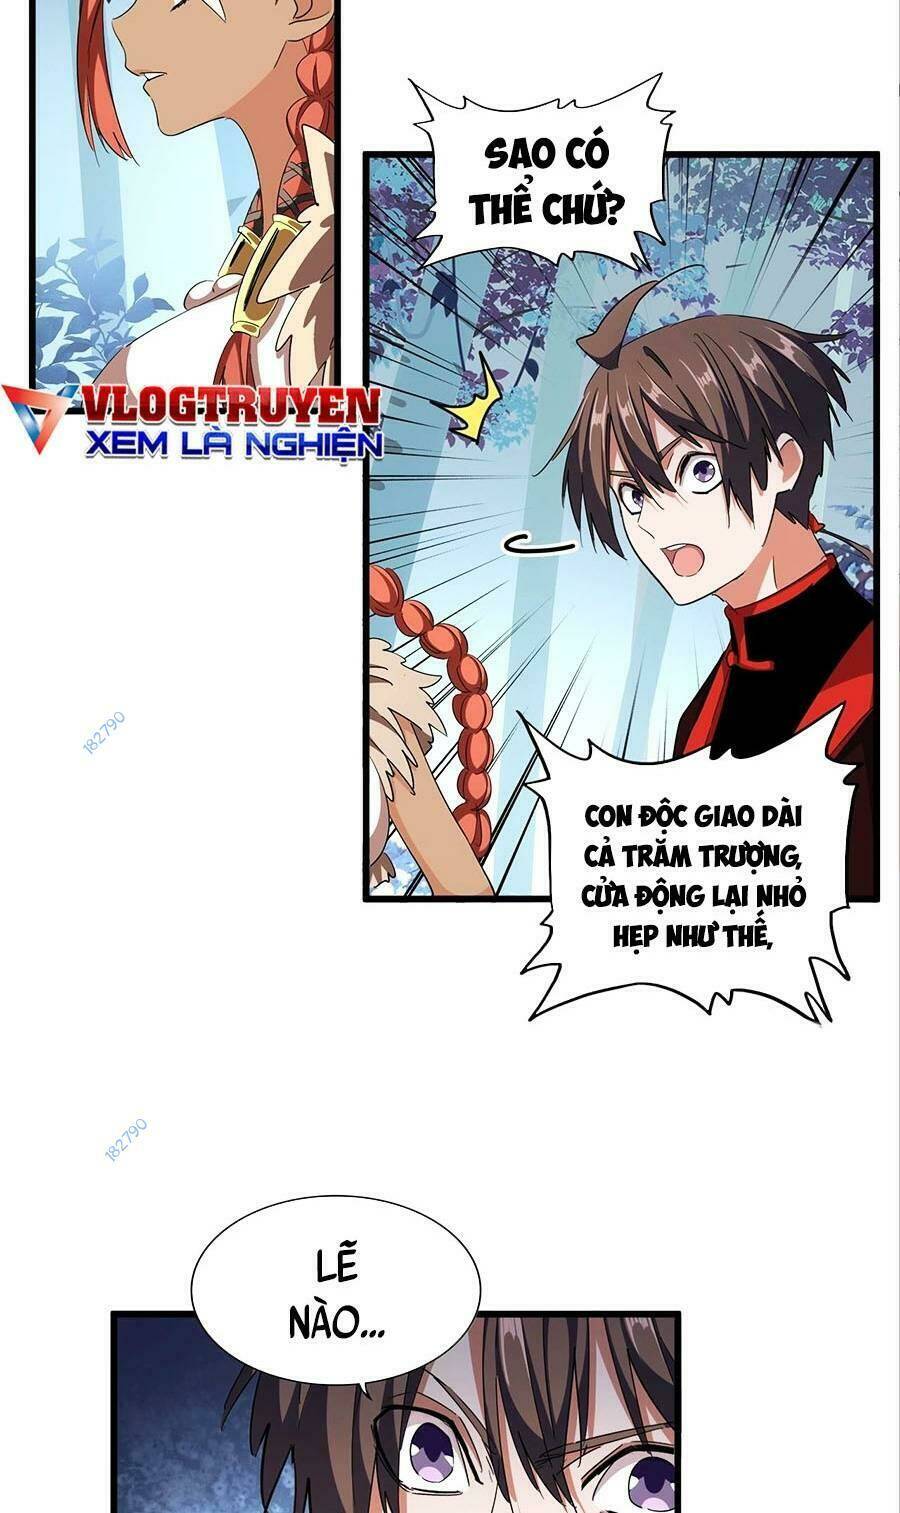 SAO CÓ
THỂ CHỨ?
VLOGTRUYEN
XEM LÀ NGHIỆN
182790
CON ĐỘC GIAO DÀI
CẢ TRĂM TRƯỢNG,
CỬA ĐỘNG LẠI NHỎ
HẸP NHƯ THẾ,
182790
LẼ
NÀO...